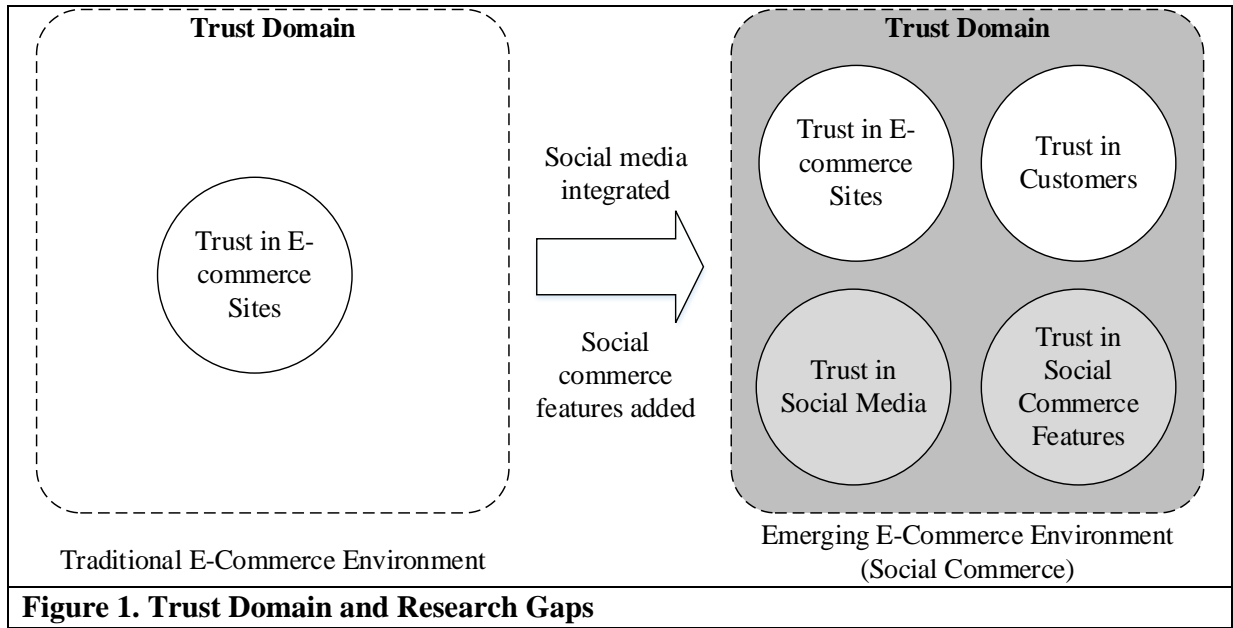 Trust Domain
Trust in E-
commerce
Sites
Traditional E-Commerce Environment
Social media
integrated
Social
commerce
features added
Trust Domain
Trust in E-
commerce
Sites
Trust in
Customers
Trust in
Social Media
Trust in
Social
Commerce
Features
Emerging E-Commerce Environment
(Social Commerce)
Figure 1. Trust Domain and Research Gaps